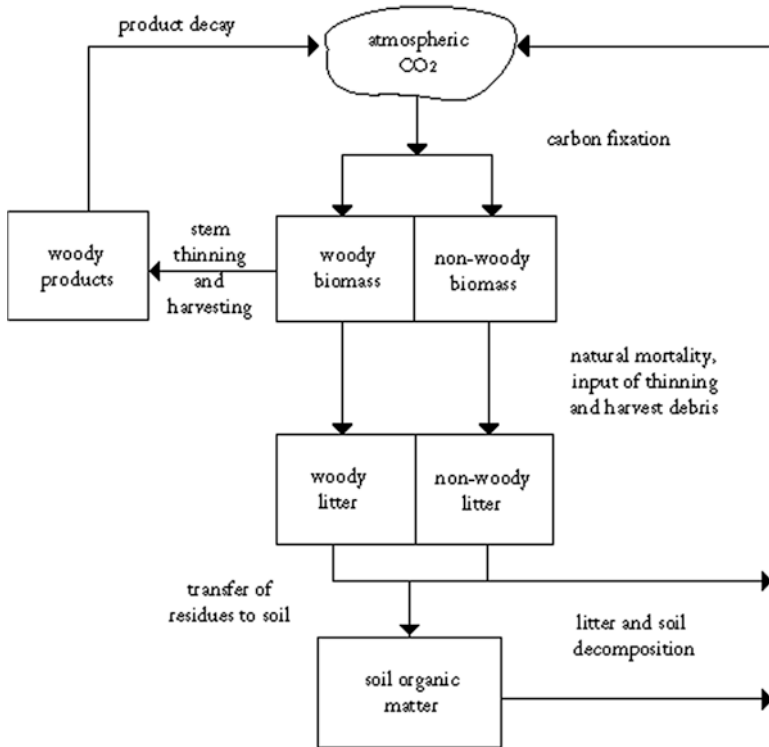 product decay
atmospheric
CO2
carbon fixation
woody
products
stem
thinning
and
harvesting
woody
biomass
non-woody
biomass
natural mortality,
input of thinning
and harvest debris
woody
litter
non-woody
litter
transfer of
residues to soil
litter and soil
decomposition
soil organic
matter